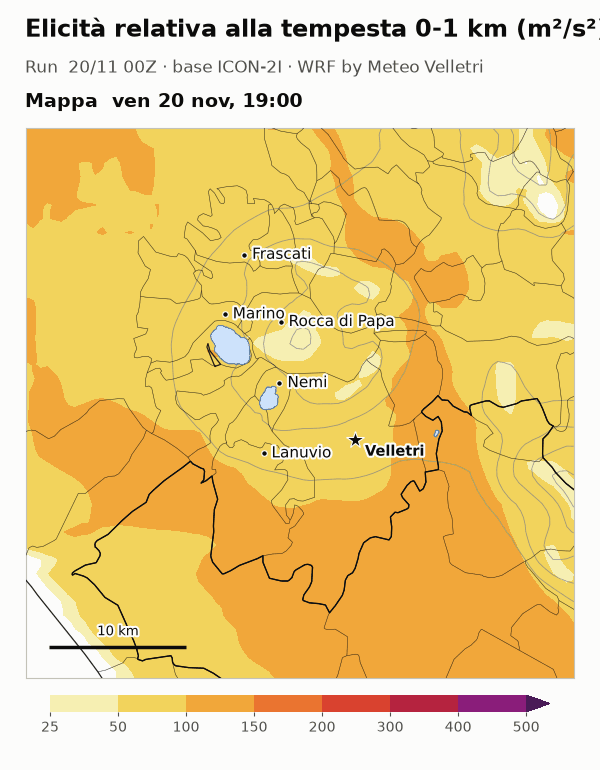 Elicità relativa alla tempesta 0-1 km (m²/s²)
Run 20/11 00Z · base ICON-2I · WRF by Meteo Velletri
Mappa ven 20 nov, 19:00
Frascati
Marino
Rocca di Papa
Nemi
Velletri
Lanuvio
10 km
25 50 100 150 200 300 400 500